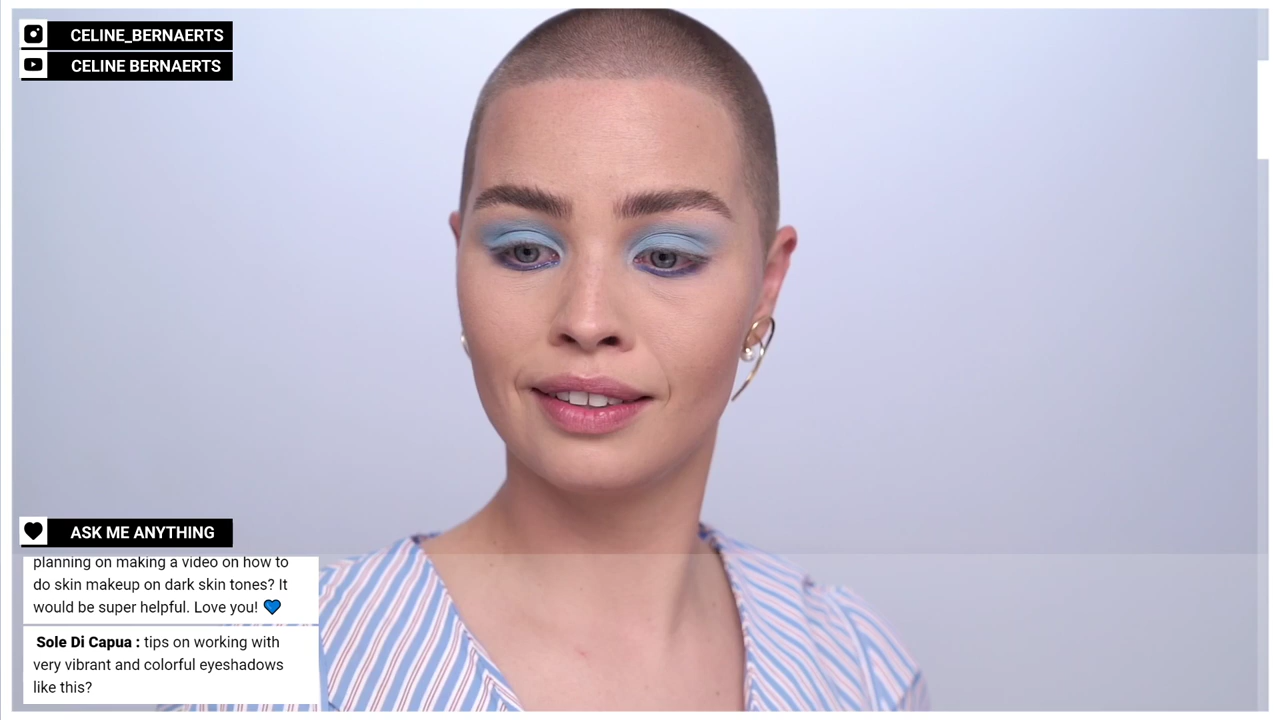 CELINE_BERNAERTS
CELINE BERNAERTS
ASK ME ANYTHING
planning on making a video on how to
do skin makeup on dark skin tones? It
would be super helpful. Love you! 💙
Sole Di Capua : tips on working with
very vibrant and colorful eyeshadows
like this?